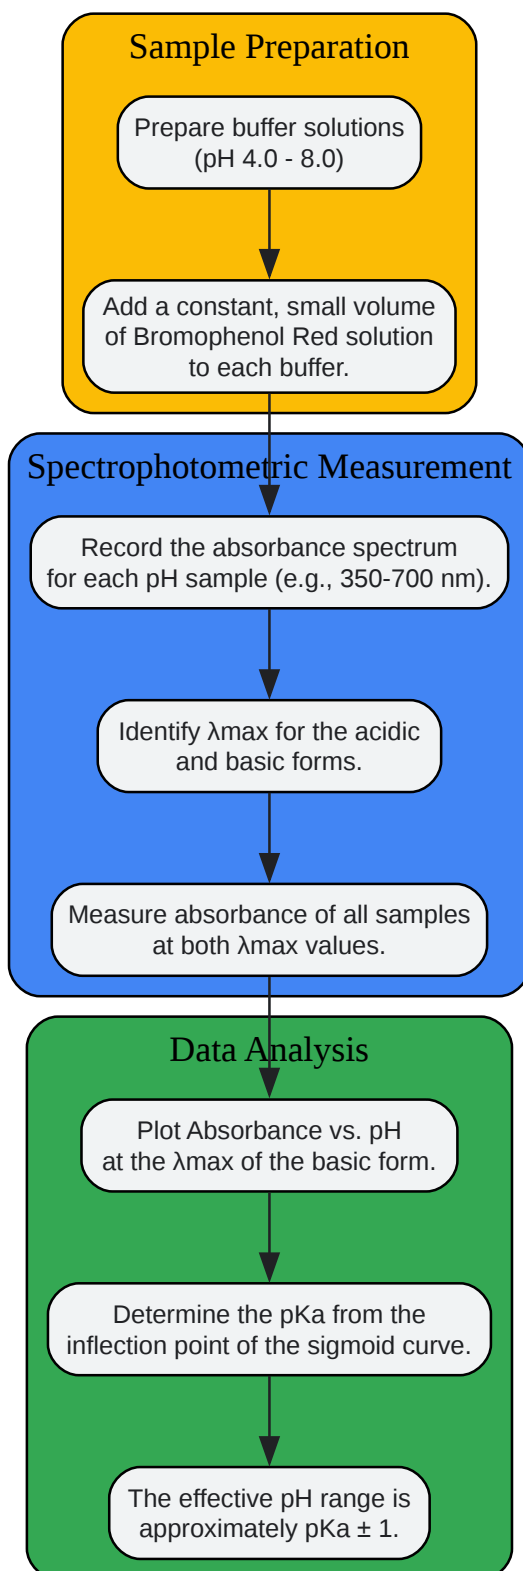 Sample Preparation
Prepare buffer solutions
(pH 4.0 - 8.0)
Add a constant, small volume
of Bromophenol Red solution
to each buffer.
Spectrophotometric Measurement
Record the absorbance spectrum
for each pH sample (e.g., 350-700 nm).
Identify λmax for the acidic
and basic forms.
Measure absorbance of all samples
at both λmax values.
Data Analysis
Plot Absorbance vs. pH
at the λmax of the basic form.
Determine the pKa from the
inflection point of the sigmoid curve.
The effective pH range is
approximately pKa ± 1.